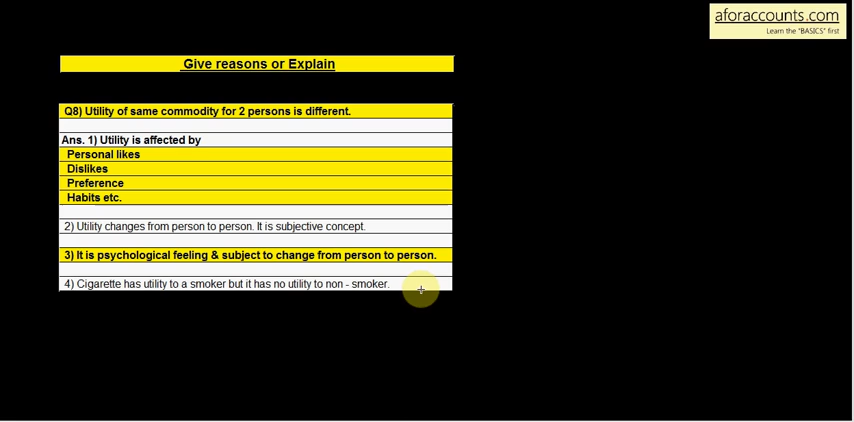 aforaccounts.com
Learn the "BASICS" first
Give reasons or Explain
Q8) Utility of same commodity for 2 persons is different.
Ans. 1) Utility is affected by
Personal likes
Dislikes
Preference
Habits etc.
2) Utility changes from person to person. It is subjective concept.
3) It is psychological feeling & subject to change from person to person.
4) Cigarette has utility to a smoker but it has no utility to non - smoker.